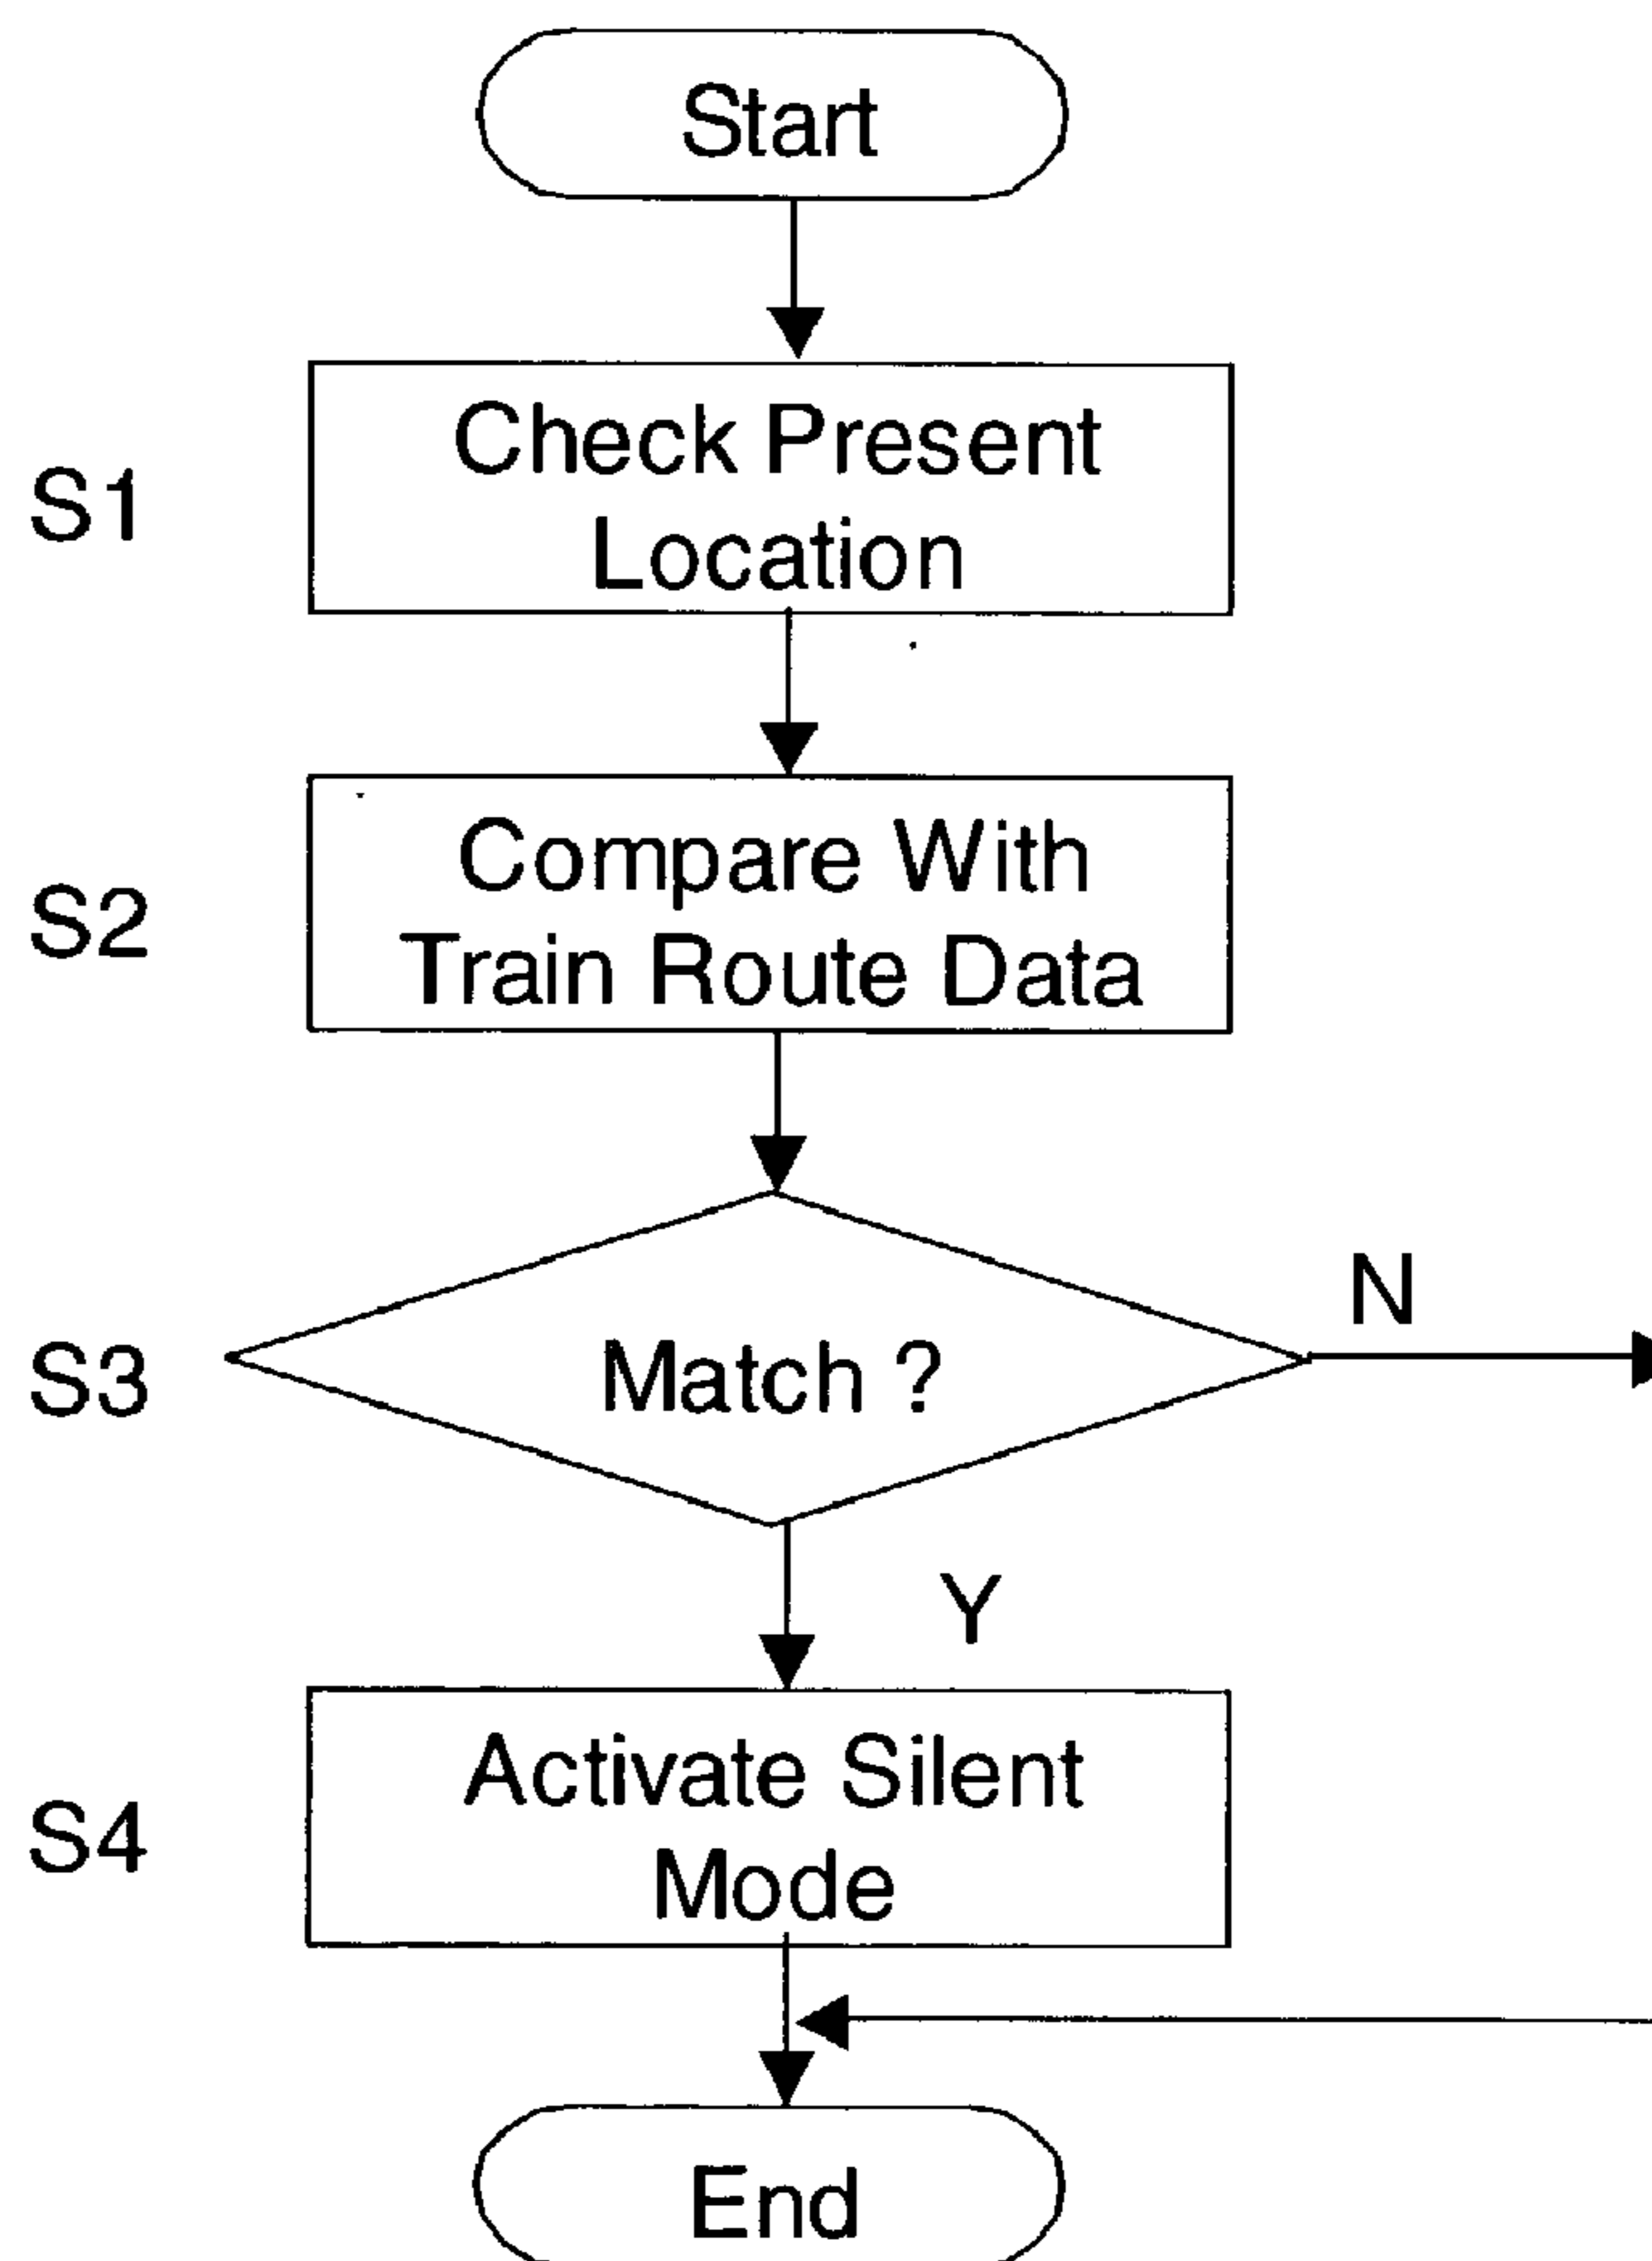 Start
S1
Check Present
Location
S2
Compare With
Train Route Data
S3
Match ?
N
Y
S4
Activate Silent
Mode
End